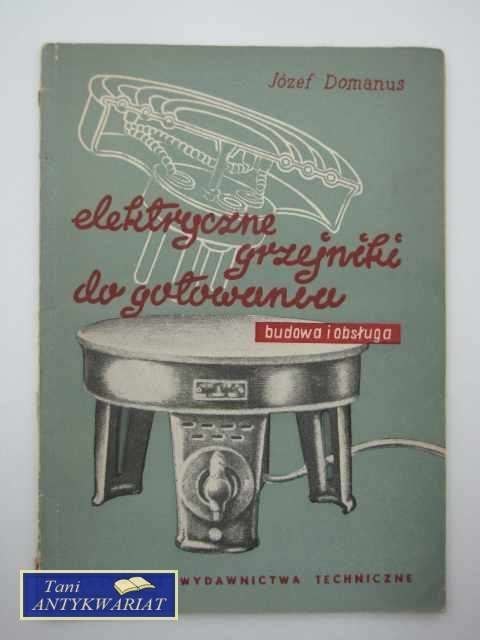 Józef Domanus
elektryczne
grzejniki
do gotowania
budowa i obsługa
WYDAWNICTWA TECHNICZNE
Tani
ANTYKWARIAT